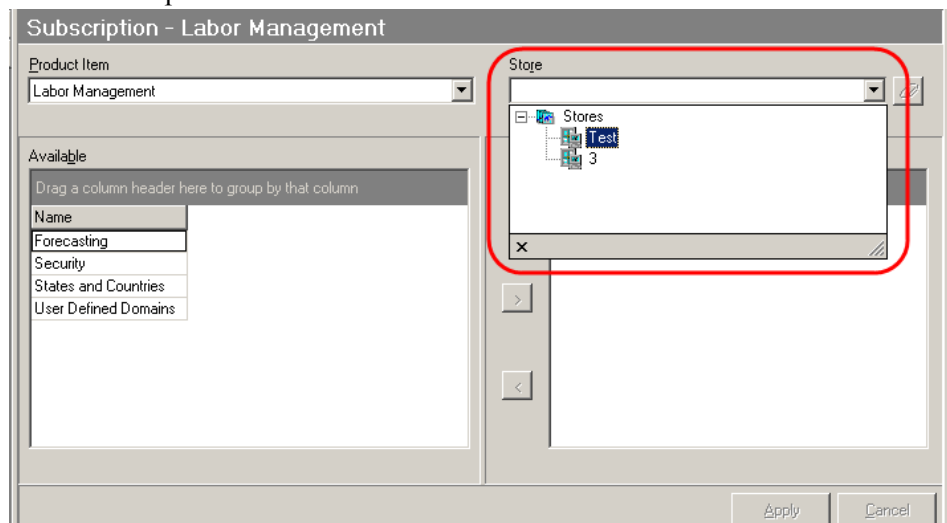 Subscription - Labor Management
Product Item
Labor Management
Store
Stores
Test
3
Available
Drag a column header here to group by that column
Name
Forecasting
Security
States and Countries
User Defined Domains
×
>
<
Apply
Cancel